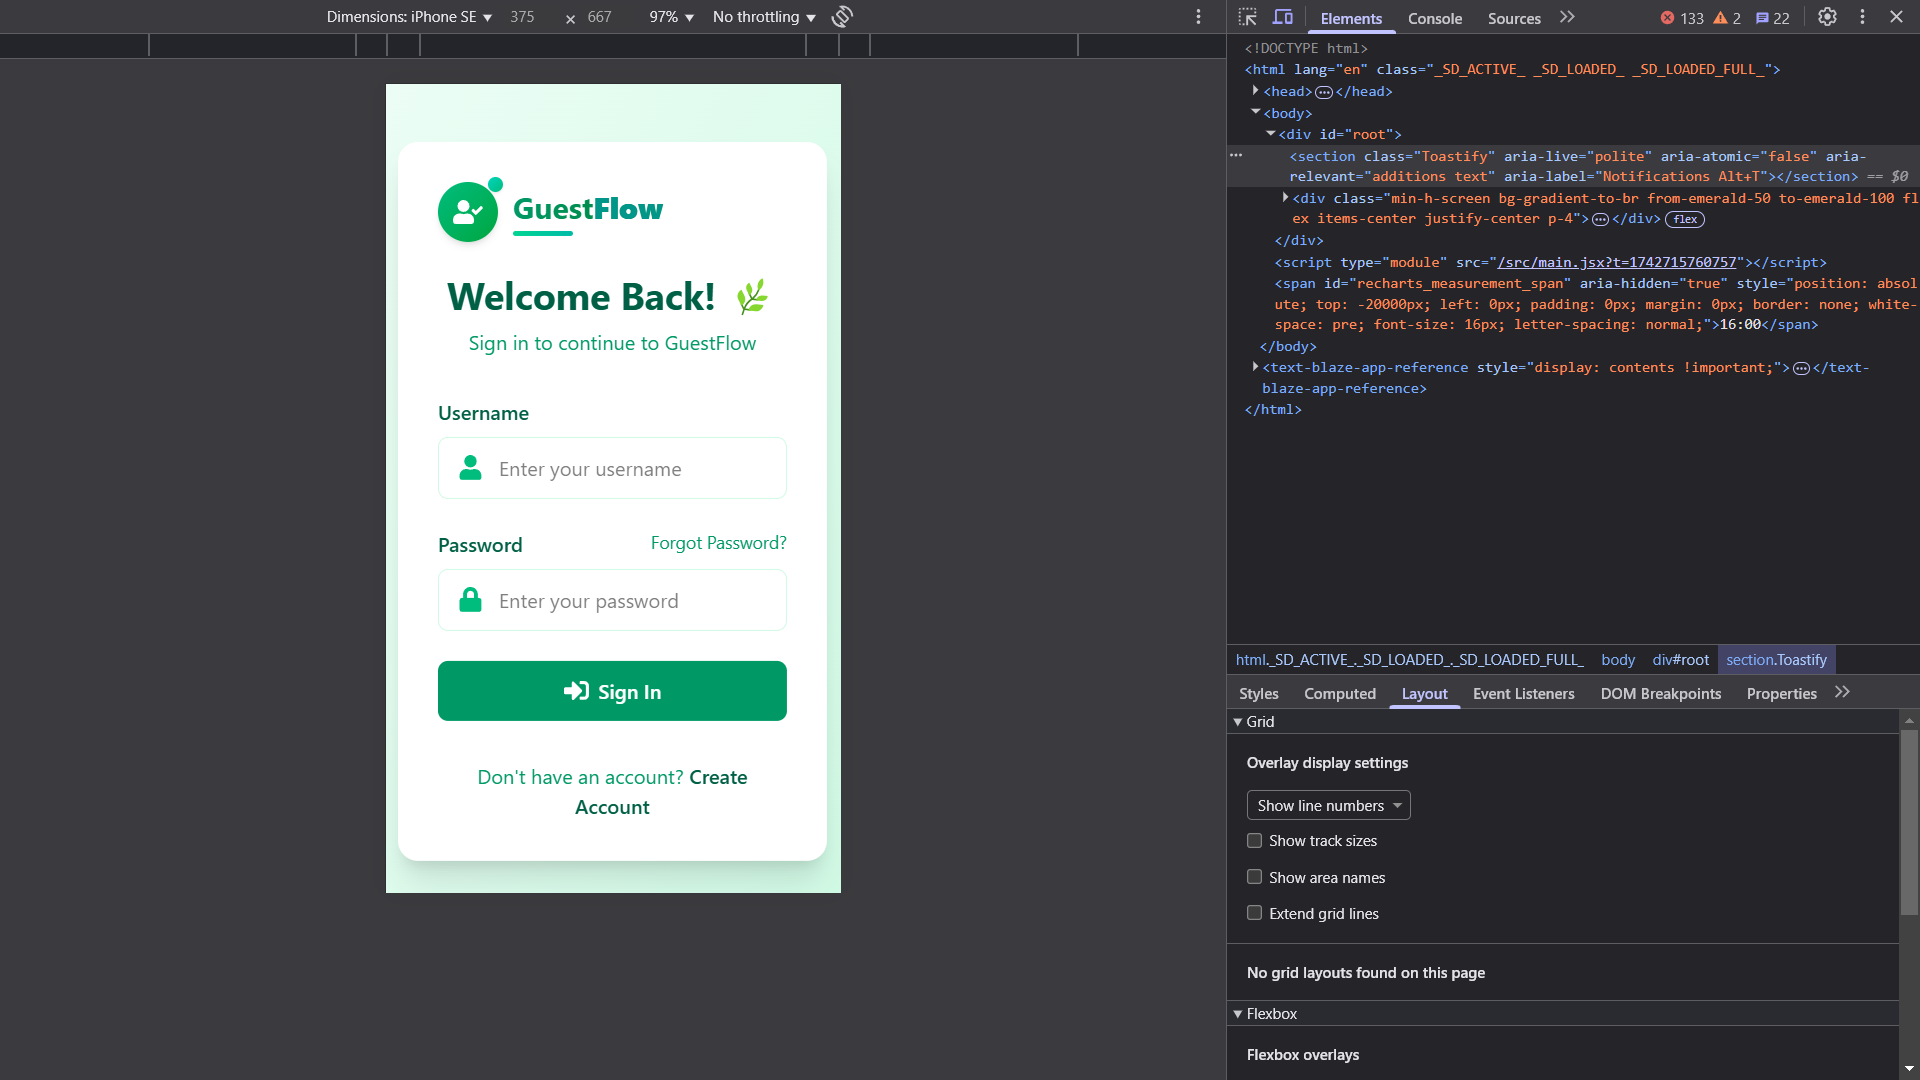 Dimensions: iPhone SE 375 × 667 97% No throttling
GuestFlow
Welcome Back! 🌿
Sign in to continue to GuestFlow
Username
Enter your username
Password Forgot Password?
Enter your password
Sign In
Don't have an account? Create
Account
Elements Console Sources 133 2 22
<!DOCTYPE html>
<html lang="en" class="_SD_ACTIVE_ _SD_LOADED_ _SD_LOADED_FULL_">
<head>…</head>
<body>
<div id="root">
<section class="Toastify" aria-live="polite" aria-atomic="false" aria-
relevant="additions text" aria-label="Notifications Alt+T"></section> == $0
<div class="min-h-screen bg-gradient-to-br from-emerald-50 to-emerald-100 fl
ex items-center justify-center p-4">…</div> flex
</div>
<script type="module" src="/src/main.jsx?t=1742715760757"></script>
<span id="recharts_measurement_span" aria-hidden="true" style="position: absol
ute; top: -20000px; left: 0px; padding: 0px; margin: 0px; border: none; white-
space: pre; font-size: 16px; letter-spacing: normal;">16:00</span>
</body>
<text-blaze-app-reference style="display: contents !important;">…</text-
blaze-app-reference>
</html>
html._SD_ACTIVE_._SD_LOADED_._SD_LOADED_FULL_ body div#root section.Toastify
Styles Computed Layout Event Listeners DOM Breakpoints Properties
Grid
Overlay display settings
Show line numbers
Show track sizes
Show area names
Extend grid lines
No grid layouts found on this page
Flexbox
Flexbox overlays